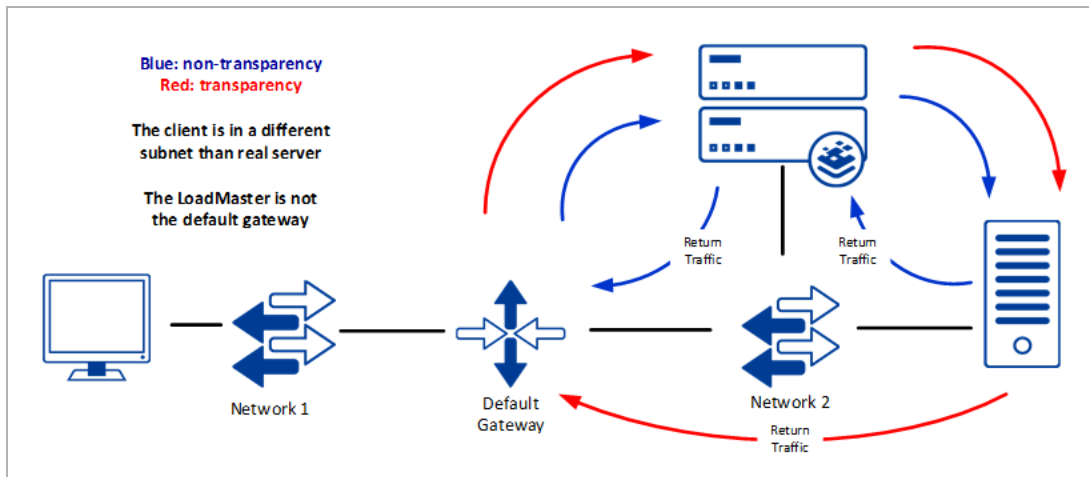 Blue: non-transparency
Red: transparency
The client is in a different
subnet than real server
The LoadMaster is not
the default gateway
Return
Traffic
Return
Traffic
Network 1
Default
Gateway
Network 2
Return
Traffic